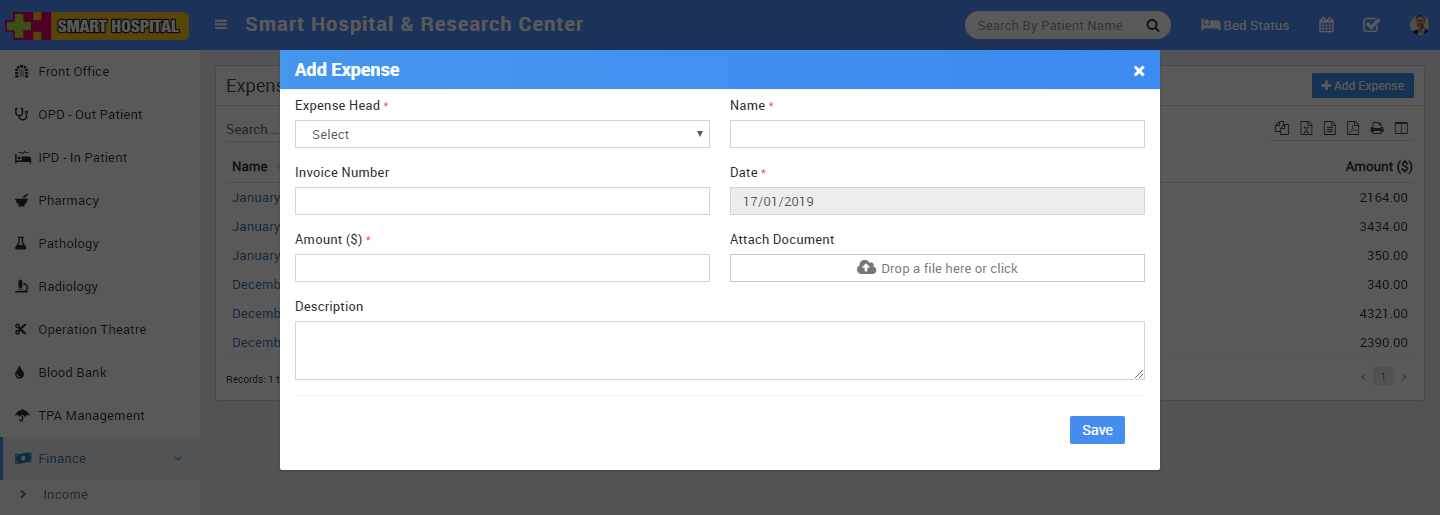 SMART HOSPITAL
Smart Hospital & Research Center
Search By Patient Name
Bed Status
Front Office
OPD - Out Patient
IPD - In Patient
Pharmacy
Pathology
Radiology
Operation Theatre
Blood Bank
TPA Management
Finance
Income
Add Expense
×
Expense Head *
Select
Name *
Invoice Number
Date *
17/01/2019
Amount ($) *
Attach Document
Drop a file here or click
Description
Save
Expens
Add Expense
Search...
Name
Amount ($)
January
2164.00
January
3434.00
January
350.00
Decemb
340.00
Decemb
4321.00
Decemb
2390.00
Records: 1 t
‹ 1 ›